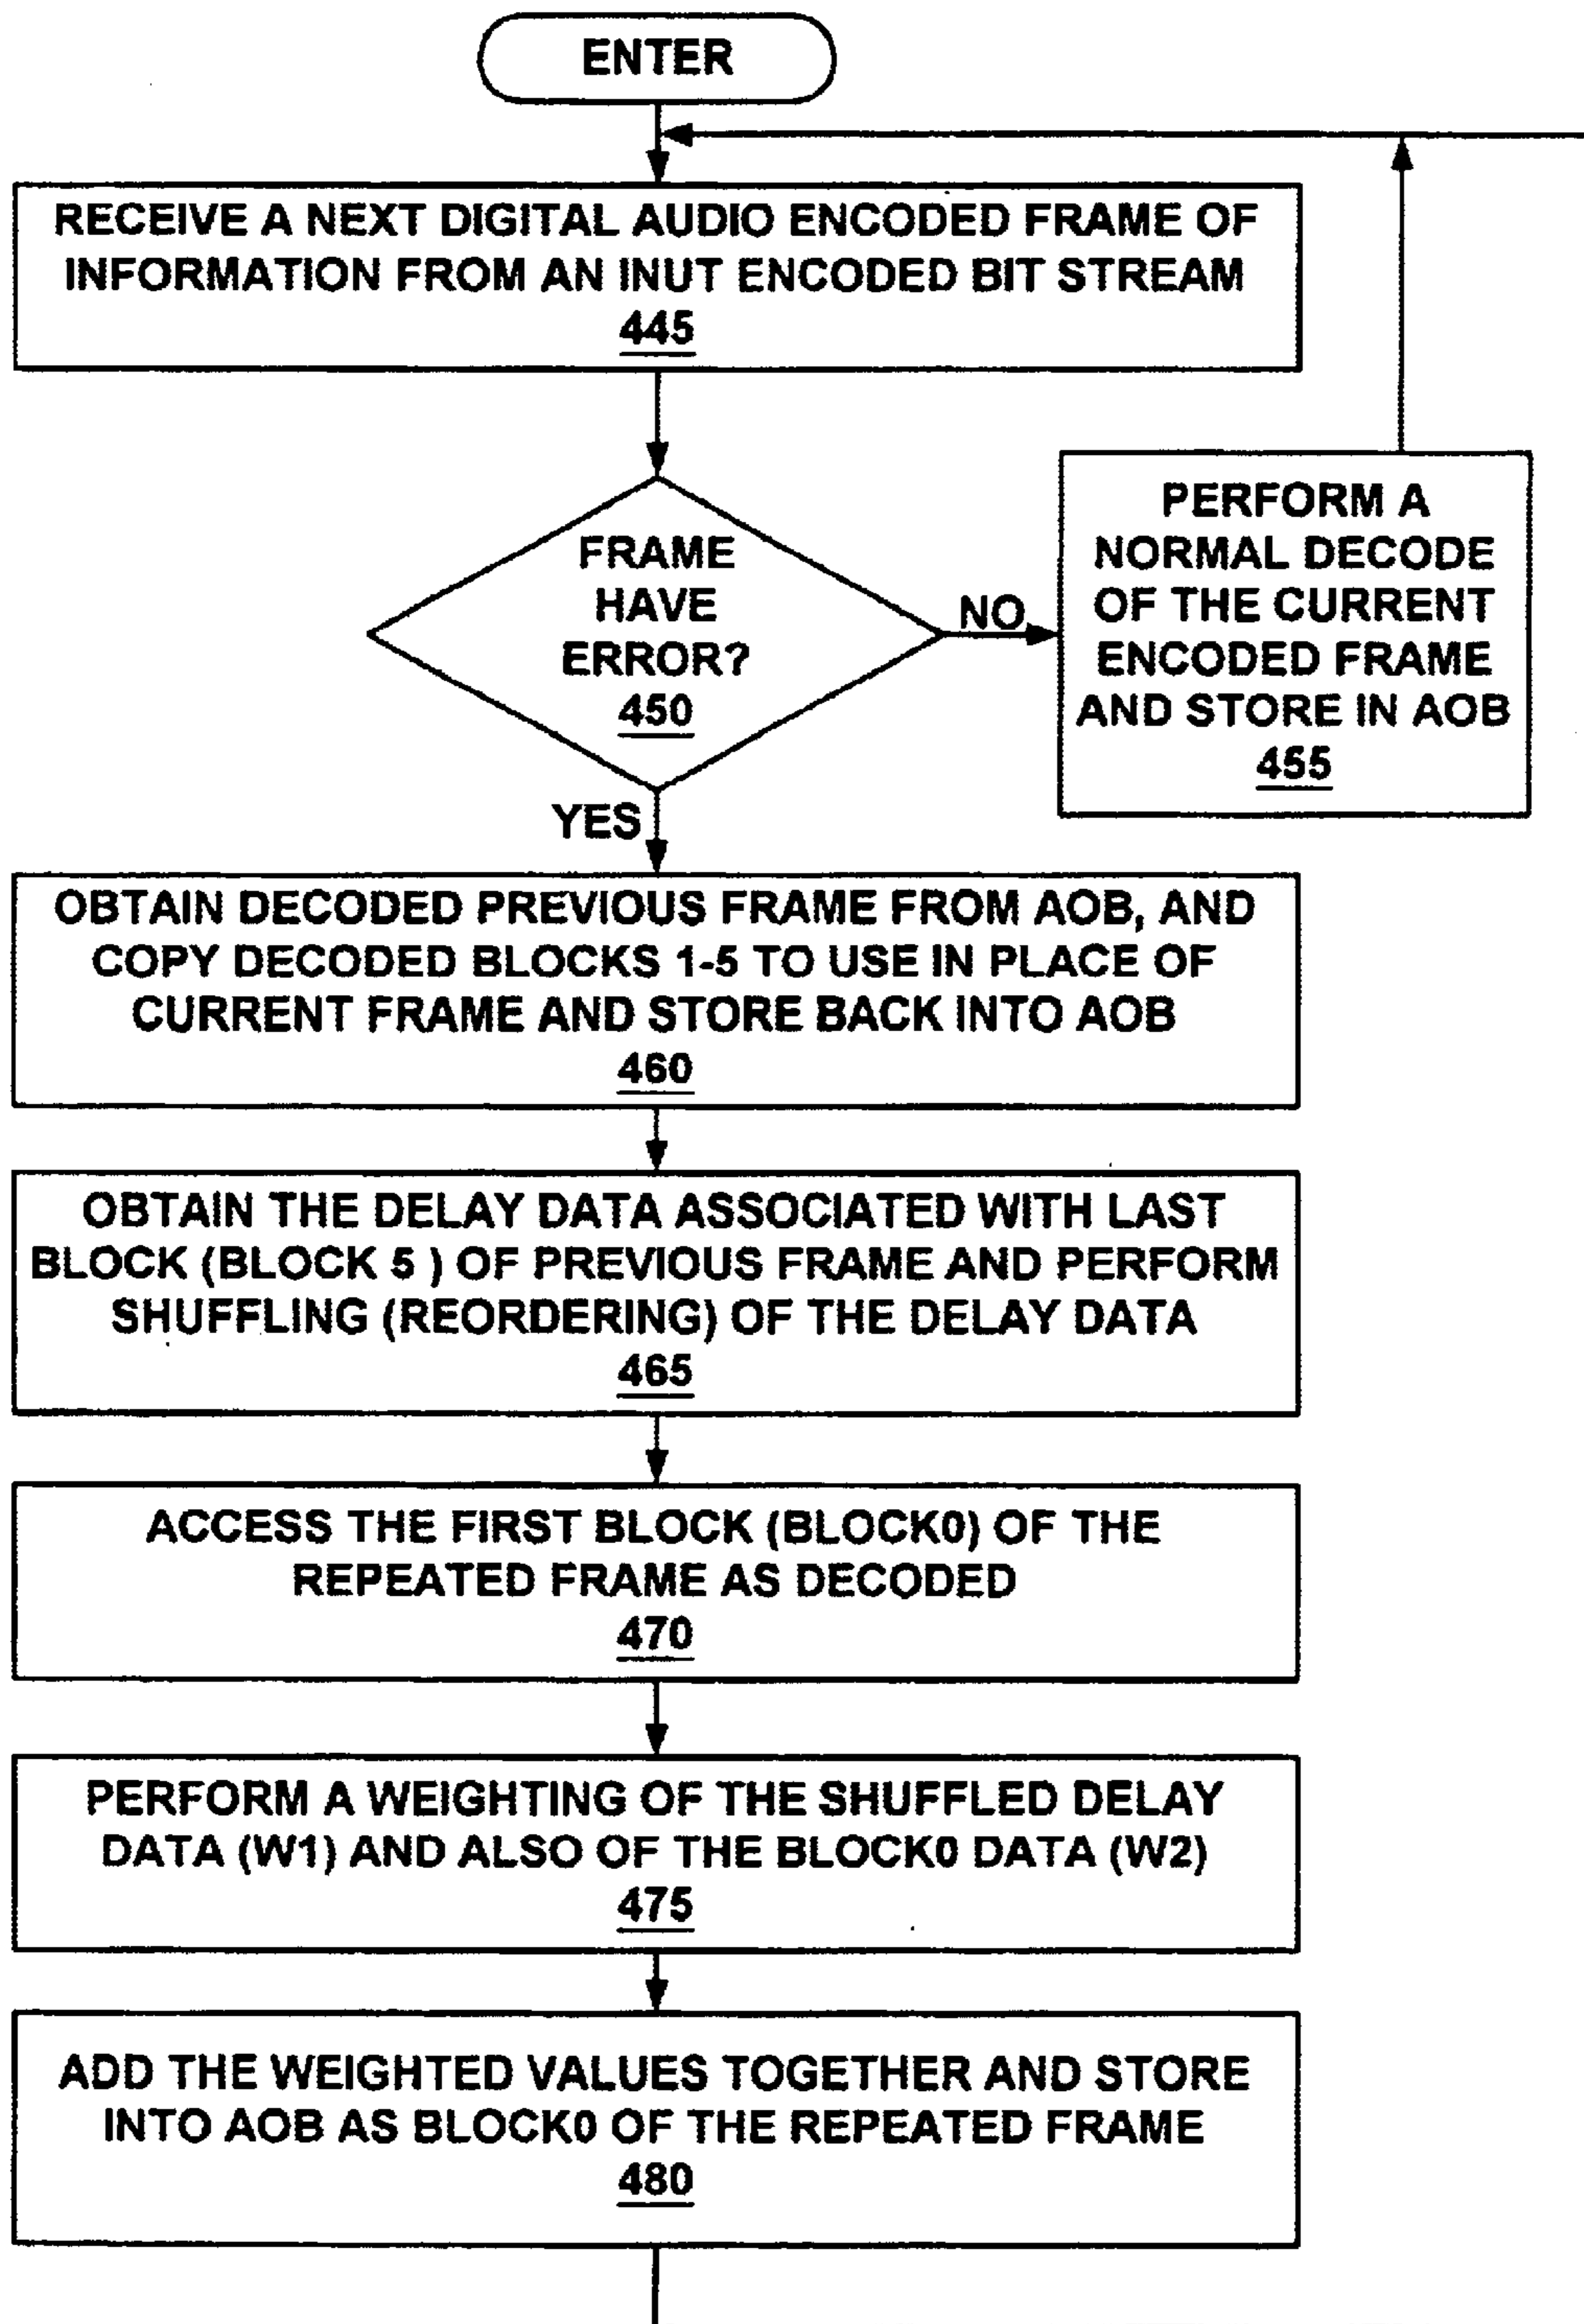 ENTER
RECEIVE A NEXT DIGITAL AUDIO ENCODED FRAME OF
INFORMATION FROM AN INUT ENCODED BIT STREAM
445
FRAME
HAVE
ERROR?
450
NO
PERFORM A
NORMAL DECODE
OF THE CURRENT
ENCODED FRAME
AND STORE IN AOB
455
YES
OBTAIN DECODED PREVIOUS FRAME FROM AOB, AND
COPY DECODED BLOCKS 1-5 TO USE IN PLACE OF
CURRENT FRAME AND STORE BACK INTO AOB
460
OBTAIN THE DELAY DATA ASSOCIATED WITH LAST
BLOCK (BLOCK 5 ) OF PREVIOUS FRAME AND PERFORM
SHUFFLING (REORDERING) OF THE DELAY DATA
465
ACCESS THE FIRST BLOCK (BLOCK0) OF THE
REPEATED FRAME AS DECODED
470
PERFORM A WEIGHTING OF THE SHUFFLED DELAY
DATA (W1) AND ALSO OF THE BLOCK0 DATA (W2)
475
ADD THE WEIGHTED VALUES TOGETHER AND STORE
INTO AOB AS BLOCK0 OF THE REPEATED FRAME
480